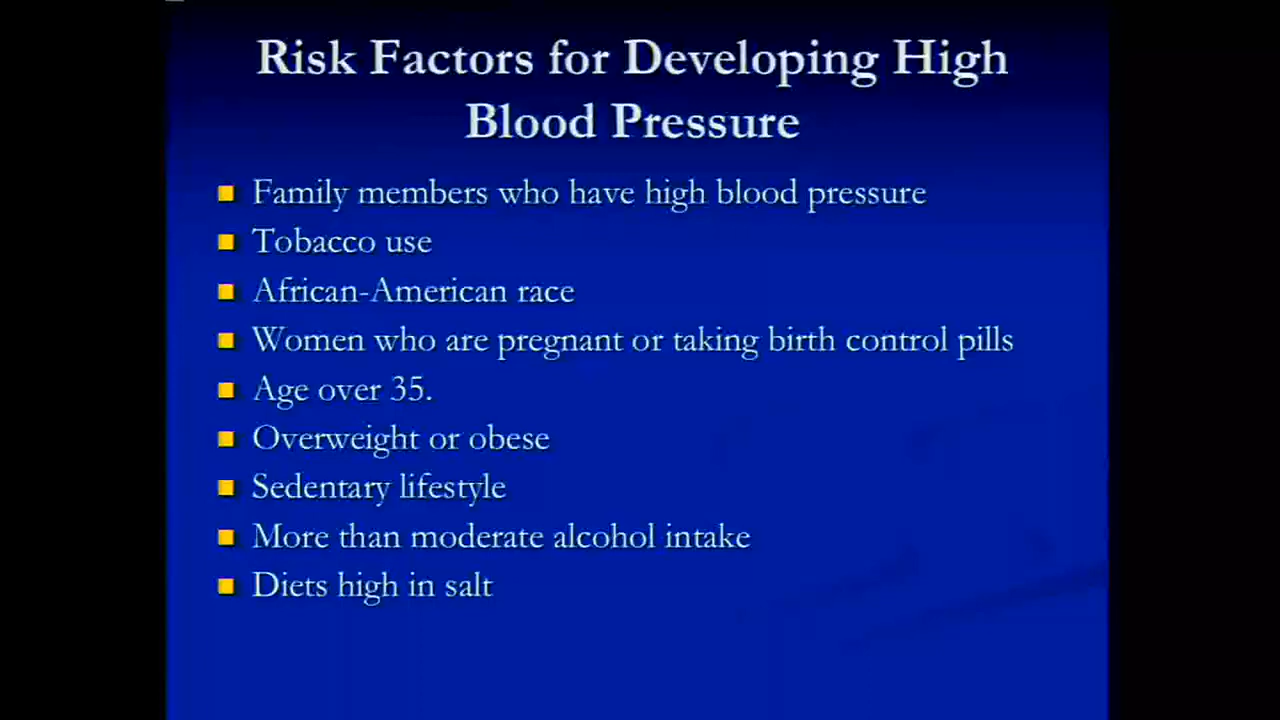 Risk Factors for Developing High
Blood Pressure
Family members who have high blood pressure
Tobacco use
African-American race
Women who are pregnant or taking birth control pills
Age over 35.
Overweight or obese
Sedentary lifestyle
More than moderate alcohol intake
Diets high in salt